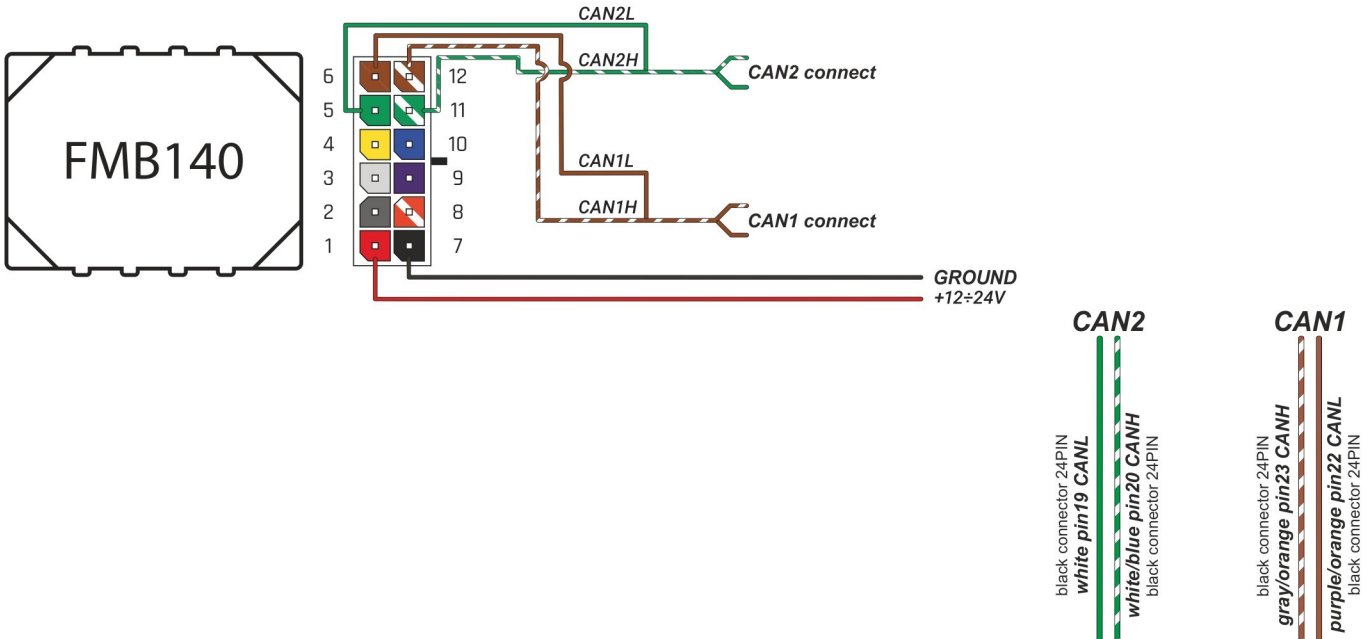 CAN2L
FMB140
6
12
CAN2H
CAN2 connect
5
11
4
10
3
9
CAN1L
2
8
CAN1H
CAN1 connect
1
7
GROUND
+12÷24V
CAN2
CAN1
black connector 24PIN
white pin19 CANL
white/blue pin20 CANH
black connector 24PIN
black connector 24PIN
gray/orange pin23 CANH
purple/orange pin22 CANL
black connector 24PIN